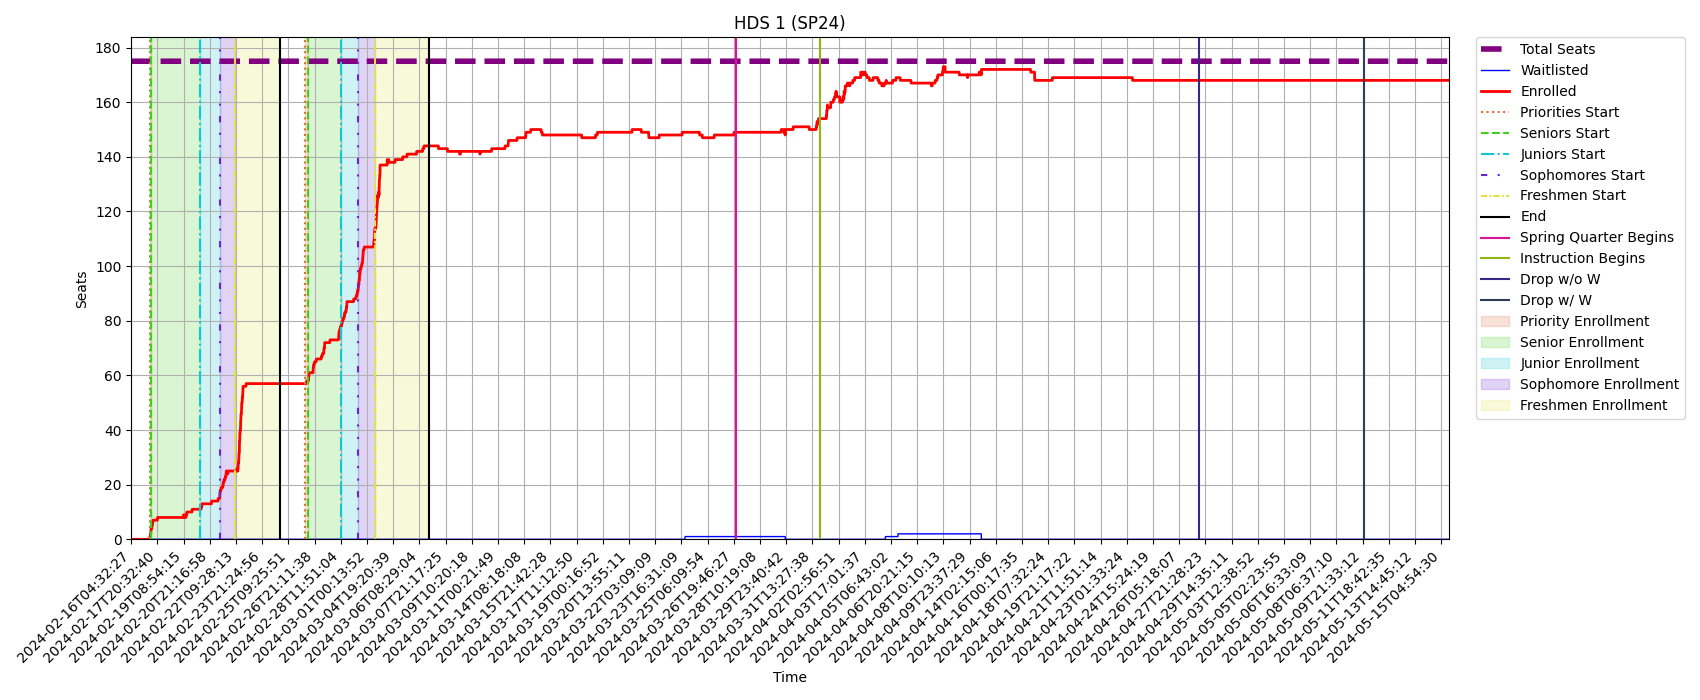 HDS 1 (SP24)
Seats
180
160
140
120
100
80
60
40
20
0
2024-02-16T04:32:27
2024-02-17T20:32:40
2024-02-19T08:54:15
2024-02-20T21:16:58
2024-02-22T09:28:13
2024-02-23T21:24:56
2024-02-25T09:25:51
2024-02-26T21:11:38
2024-02-28T11:51:04
2024-03-01T00:13:52
2024-03-04T19:20:39
2024-03-06T08:29:04
2024-03-07T21:17:25
2024-03-09T10:20:18
2024-03-11T00:21:49
2024-03-14T08:18:08
2024-03-15T21:42:28
2024-03-17T11:12:50
2024-03-19T00:16:52
2024-03-20T13:55:11
2024-03-22T03:09:09
2024-03-23T16:31:09
2024-03-25T06:09:54
2024-03-26T19:46:27
2024-03-28T10:19:08
2024-03-29T23:40:42
2024-03-31T13:27:38
2024-04-02T02:56:51
2024-04-03T17:01:37
2024-04-05T06:43:02
2024-04-06T20:21:15
2024-04-08T10:10:13
2024-04-09T23:37:29
2024-04-14T02:15:06
2024-04-16T00:17:35
2024-04-18T07:32:24
2024-04-19T21:17:22
2024-04-21T11:51:14
2024-04-23T01:33:24
2024-04-24T15:24:19
2024-04-26T05:18:07
2024-04-27T21:28:23
2024-04-29T14:35:11
2024-05-03T12:38:52
2024-05-05T02:23:55
2024-05-06T16:33:09
2024-05-08T06:37:10
2024-05-09T21:33:12
2024-05-11T18:42:35
2024-05-13T14:45:12
2024-05-15T04:54:30
Time
Total Seats
Waitlisted
Enrolled
Priorities Start
Seniors Start
Juniors Start
Sophomores Start
Freshmen Start
End
Spring Quarter Begins
Instruction Begins
Drop w/o W
Drop w/ W
Priority Enrollment
Senior Enrollment
Junior Enrollment
Sophomore Enrollment
Freshmen Enrollment